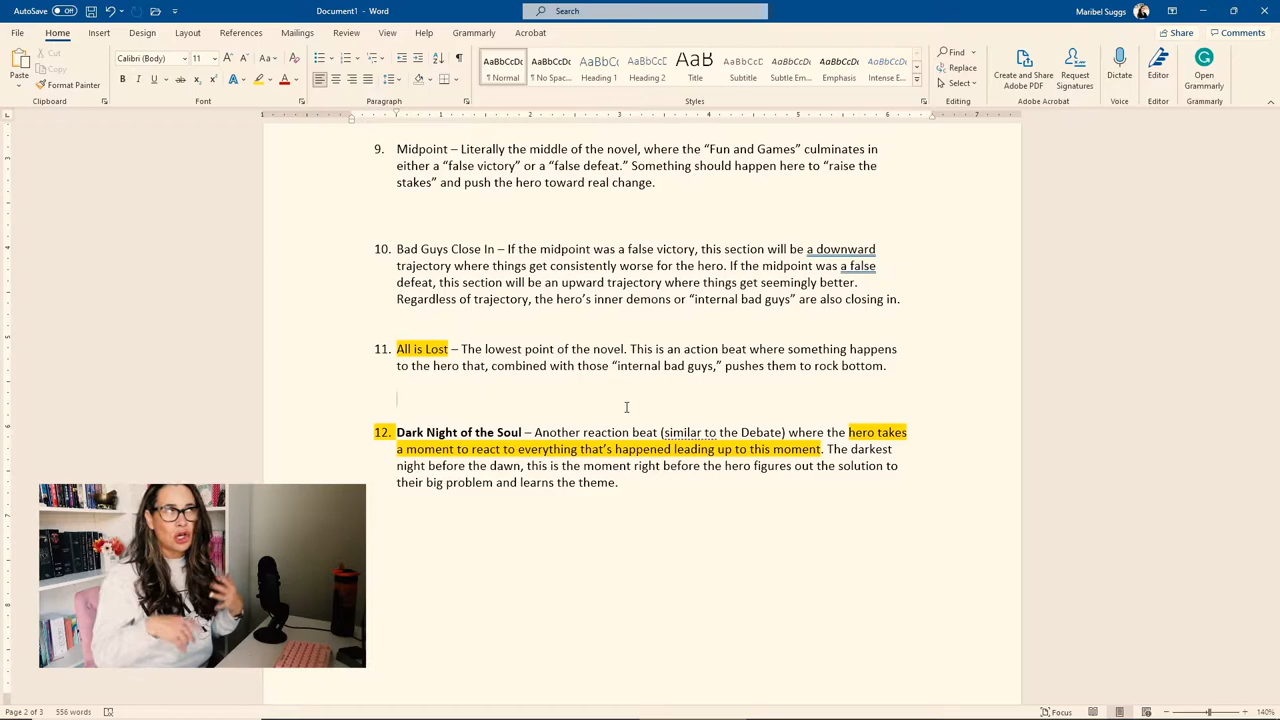 AutoSave Off
Document1 - Word
Search
Maribel Suggs
File Home Insert Draw Design Layout References Mailings Review View Help Grammarly Acrobat
Share Comments
Paste
Cut
Copy
Format Painter
Calibri (Body) 11
Aa
AaBbCcDc ¶ Normal
AaBbCcDc ¶ No Spac...
AaBbCc Heading 1
AaBbCcC Heading 2
AaB Title
AaBbCcC Subtitle
AaBbCcDc Subtle Em...
AaBbCcDc Emphasis
AaBbCcDc Intense E...
Find
Replace
Select
Create and Share Adobe PDF
Request Signatures
Dictate
Editor
Open Grammarly
Clipboard Font Paragraph Styles Editing Adobe Acrobat Voice Editor Grammarly
9. Midpoint – Literally the middle of the novel, where the “Fun and Games” culminates in
either a “false victory” or a “false defeat.” Something should happen here to “raise the
stakes” and push the hero toward real change.
10. Bad Guys Close In – If the midpoint was a false victory, this section will be a downward
trajectory where things get consistently worse for the hero. If the midpoint was a false
defeat, this section will be an upward trajectory where things get seemingly better.
Regardless of trajectory, the hero’s inner demons or “internal bad guys” are also closing in.
11. All is Lost – The lowest point of the novel. This is an action beat where something happens
to the hero that, combined with those “internal bad guys,” pushes them to rock bottom.
12. Dark Night of the Soul – Another reaction beat (similar to the Debate) where the hero takes
a moment to react to everything that’s happened leading up to this moment. The darkest
night before the dawn, this is the moment right before the hero figures out the solution to
their big problem and learns the theme.
Page 2 of 3 556 words
Focus
140%